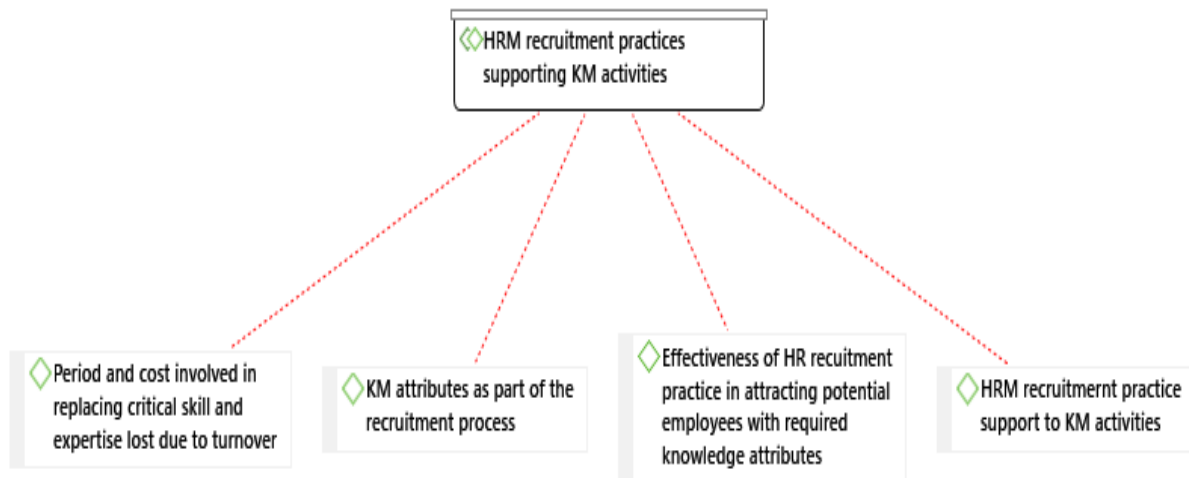 HRM recruitment practices
supporting KM activities
Period and cost involved in
replacing critical skill and
expertise lost due to turnover
KM attributes as part of the
recruitment process
Effectiveness of HR recuitment
practice in attracting potential
employees with required
knowledge attributes
HRM recruitmernt practice
support to KM activities